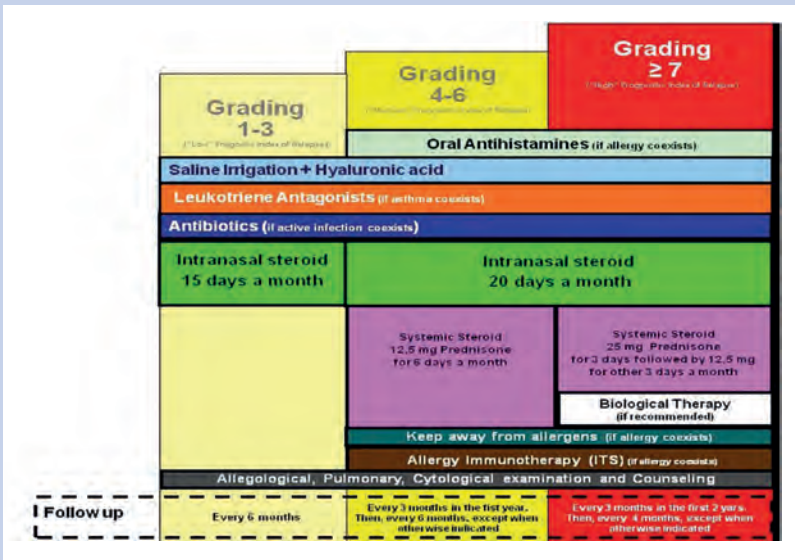 Grading
1-3
("Low" Prognostic Index of Relapse)
Grading
4-6
("Medium" Prognostic Index of Relapse)
Grading
≥ 7
("High" Prognostic Index of Relapse)
Oral Antihistamines (if allergy coexists)
Saline Irrigation + Hyaluronic acid
Leukotriene Antagonists (if asthma coexists)
Antibiotics (if active infection coexists)
Intranasal steroid
15 days a month
Intranasal steroid
20 days a month
Systemic Steroid
12,5 mg Prednisone
for 6 days a month
Systemic Steroid
25 mg Prednisone
for 3 days followed by 12,5 mg
for other 3 days a month
Biological Therapy
(if recommended)
Keep away from allergens (if allergy coexists)
Allergy Immunotherapy (ITS) (if allergy coexists)
Allegological, Pulmonary, Cytological examination and Counseling
Follow up
Every 6 months
Every 3 months in the fist year.
Then, every 6 months, except when
otherwise indicated
Every 3 months in the first 2 yars.
Then, every 4 months, except when
otherwise indicated